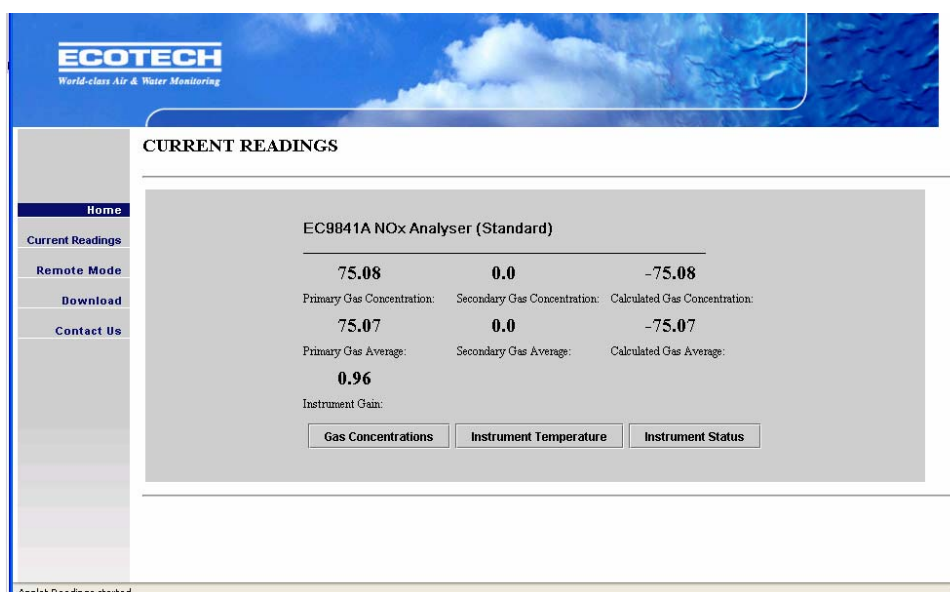 ECOTECH
World-class Air & Water Monitoring
CURRENT READINGS
Home
Current Readings
Remote Mode
Download
Contact Us
EC9841A NOx Analyser (Standard)
75.08 0.0 -75.08
Primary Gas Concentration: Secondary Gas Concentration: Calculated Gas Concentration:
75.07 0.0 -75.07
Primary Gas Average: Secondary Gas Average: Calculated Gas Average:
0.96
Instrument Gain:
Gas Concentrations Instrument Temperature Instrument Status
Applet Readings started